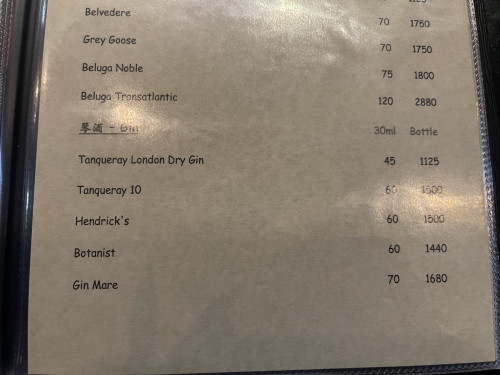 Belvedere 70 1750
Grey Goose 70 1750
Beluga Noble 75 1800
Beluga Transatlantic 120 2880
琴酒 - Gin 30ml Bottle
Tanqueray London Dry Gin 45 1125
Tanqueray 10 60 1500
Hendrick's 60 1500
Botanist 60 1440
Gin Mare 70 1680